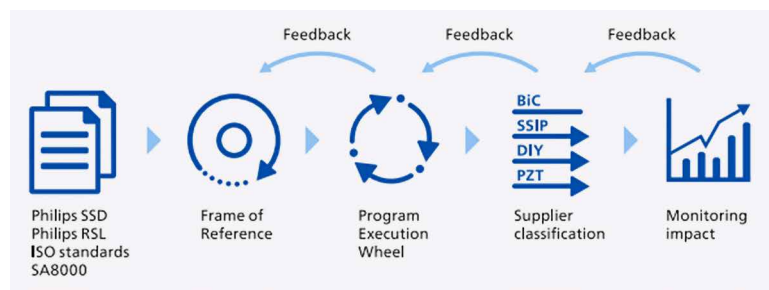 Feedback
Feedback
Feedback
BiC
SSIP
DIY
PZT
Philips SSD
Philips RSL
ISO standards
SA8000
Frame of
Reference
Program
Execution
Wheel
Supplier
classification
Monitoring
impact